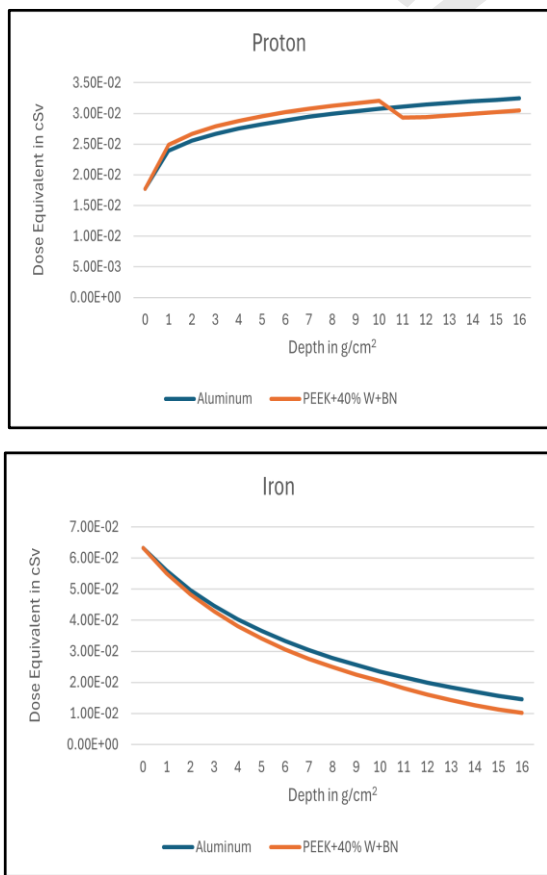 Proton
Dose Equivalent in cSv
3.50E-02
3.00E-02
2.50E-02
2.00E-02
1.50E-02
1.00E-02
5.00E-03
0.00E+00
0 1 2 3 4 5 6 7 8 9 10 11 12 13 14 15 16
Depth in g/cm²
Aluminum PEEK+40% W+BN
Iron
Dose Equivalent in cSv
7.00E-02
6.00E-02
5.00E-02
4.00E-02
3.00E-02
2.00E-02
1.00E-02
0.00E+00
0 1 2 3 4 5 6 7 8 9 10 11 12 13 14 15 16
Depth in g/cm²
Aluminum PEEK+40% W+BN